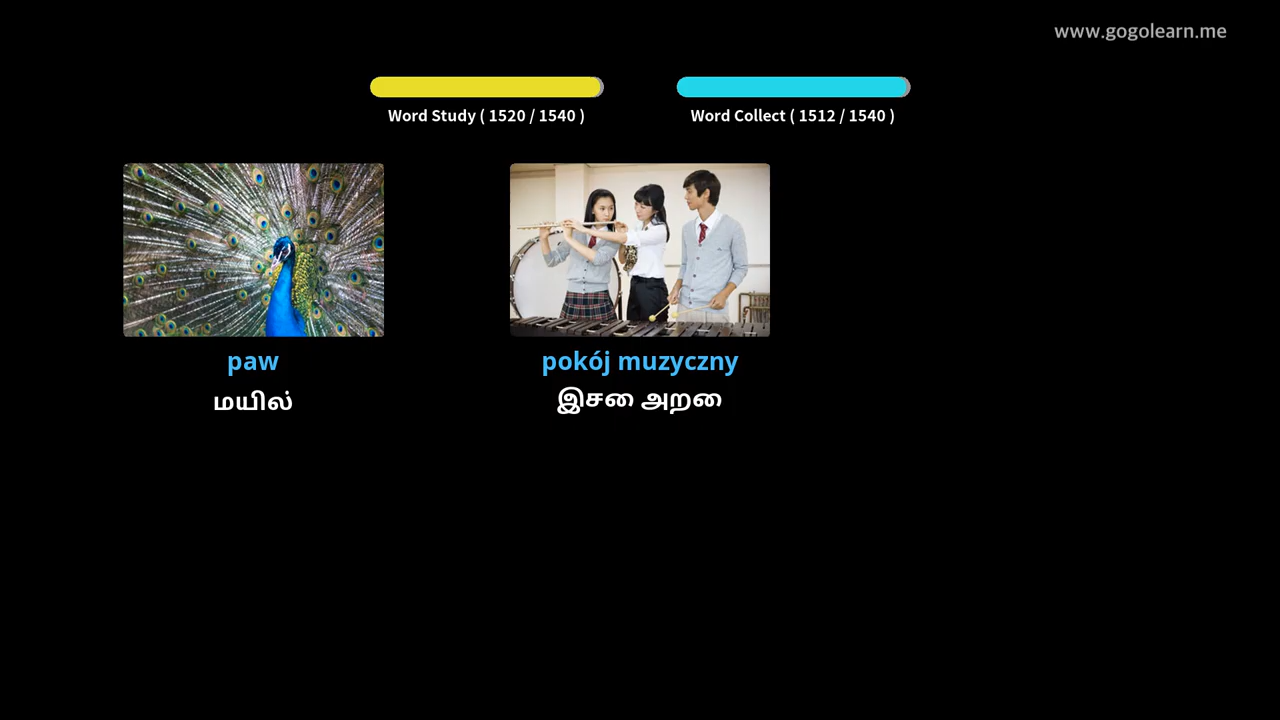 www.gogolearn.me
Word Study ( 1520 / 1540 )
Word Collect ( 1512 / 1540 )
paw
மயில்
pokój muzyczny
இசை அறை